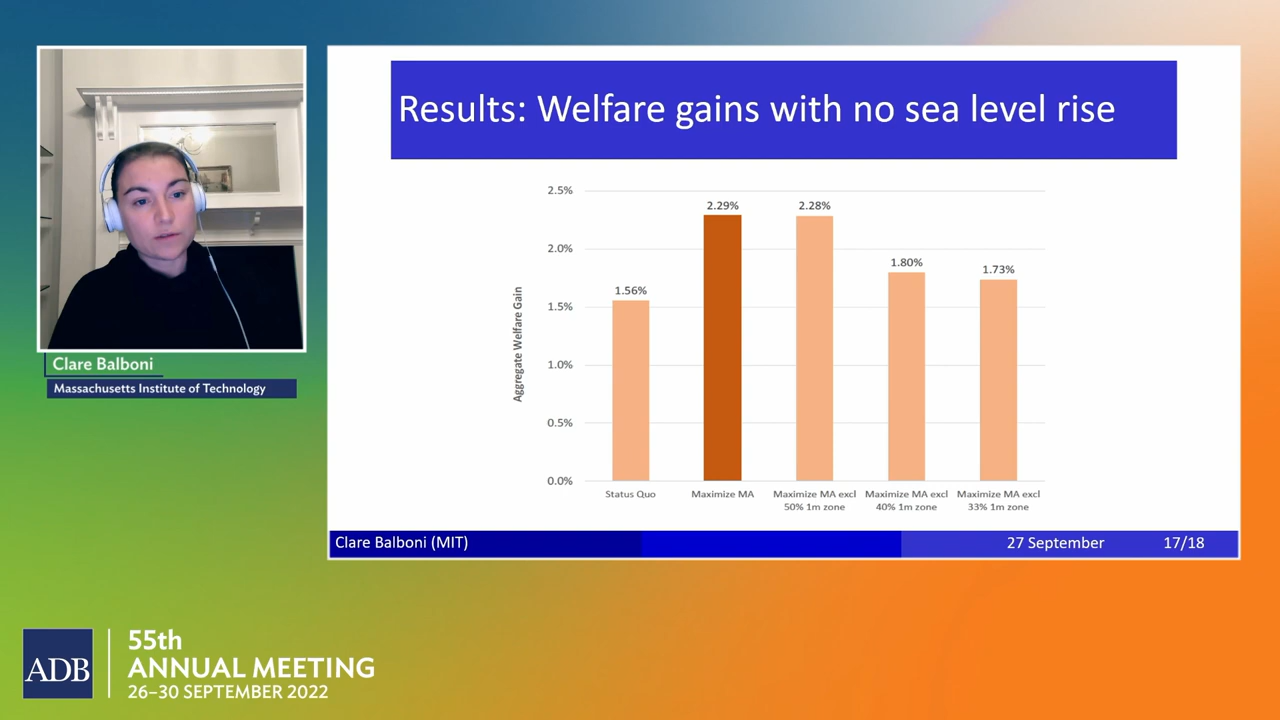 Results: Welfare gains with no sea level rise
2.5%
2.0%
1.5%
1.0%
0.5%
0.0%
Aggregate Welfare Gain
1.56%
2.29%
2.28%
1.80%
1.73%
Status Quo
Maximize MA
Maximize MA excl
50% 1m zone
Maximize MA excl
40% 1m zone
Maximize MA excl
33% 1m zone
Clare Balboni (MIT)
27 September
17/18
Clare Balboni
Massachusetts Institute of Technology
ADB
55th
ANNUAL MEETING
26–30 SEPTEMBER 2022